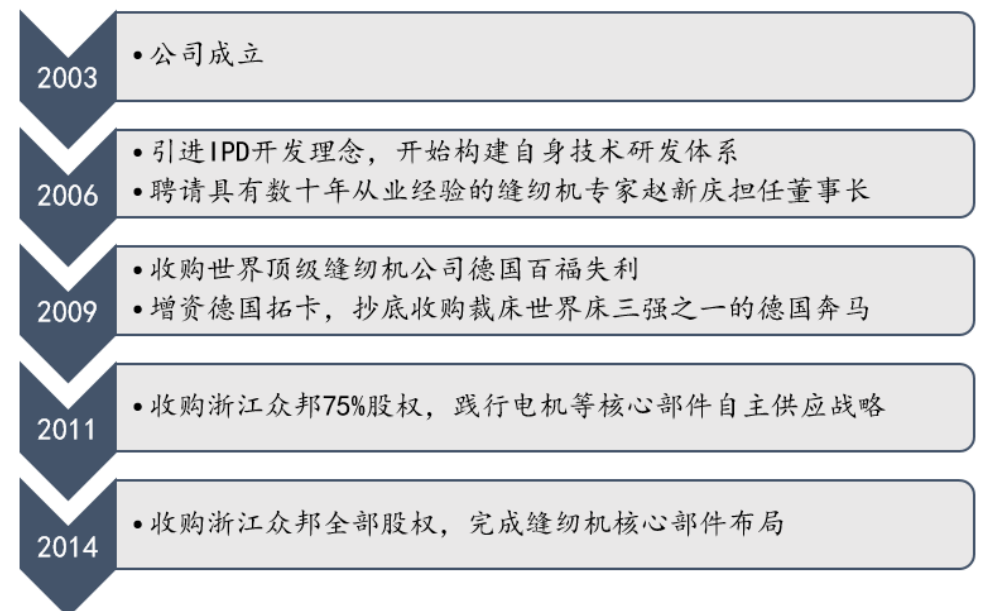 2003
•公司成立
2006
•引进IPD开发理念，开始构建自身技术研发体系
•聘请具有数十年从业经验的缝纫机专家赵新庆担任董事长
2009
•收购世界顶级缝纫机公司德国百福失利
•增资德国拓卡，抄底收购裁床世界床三强之一的德国奔马
2011
•收购浙江众邦75%股权，践行电机等核心部件自主供应战略
2014
•收购浙江众邦全部股权，完成缝纫机核心部件布局